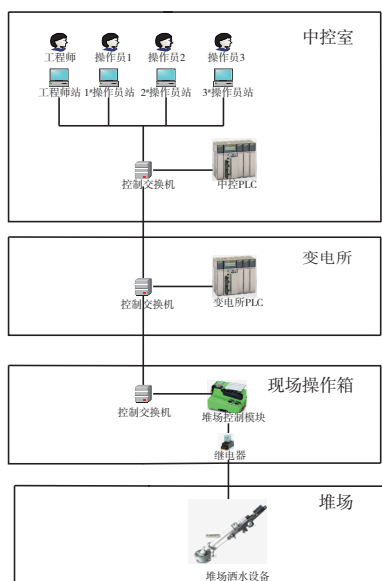 中控室
工程师 操作员1 操作员2 操作员3
工程师站 1#操作员站 2#操作员站 3#操作员站
控制交换机 中控PLC
变电所
控制交换机 变电所PLC
现场操作箱
控制交换机 堆场控制模块
继电器
堆场
堆场洒水设备